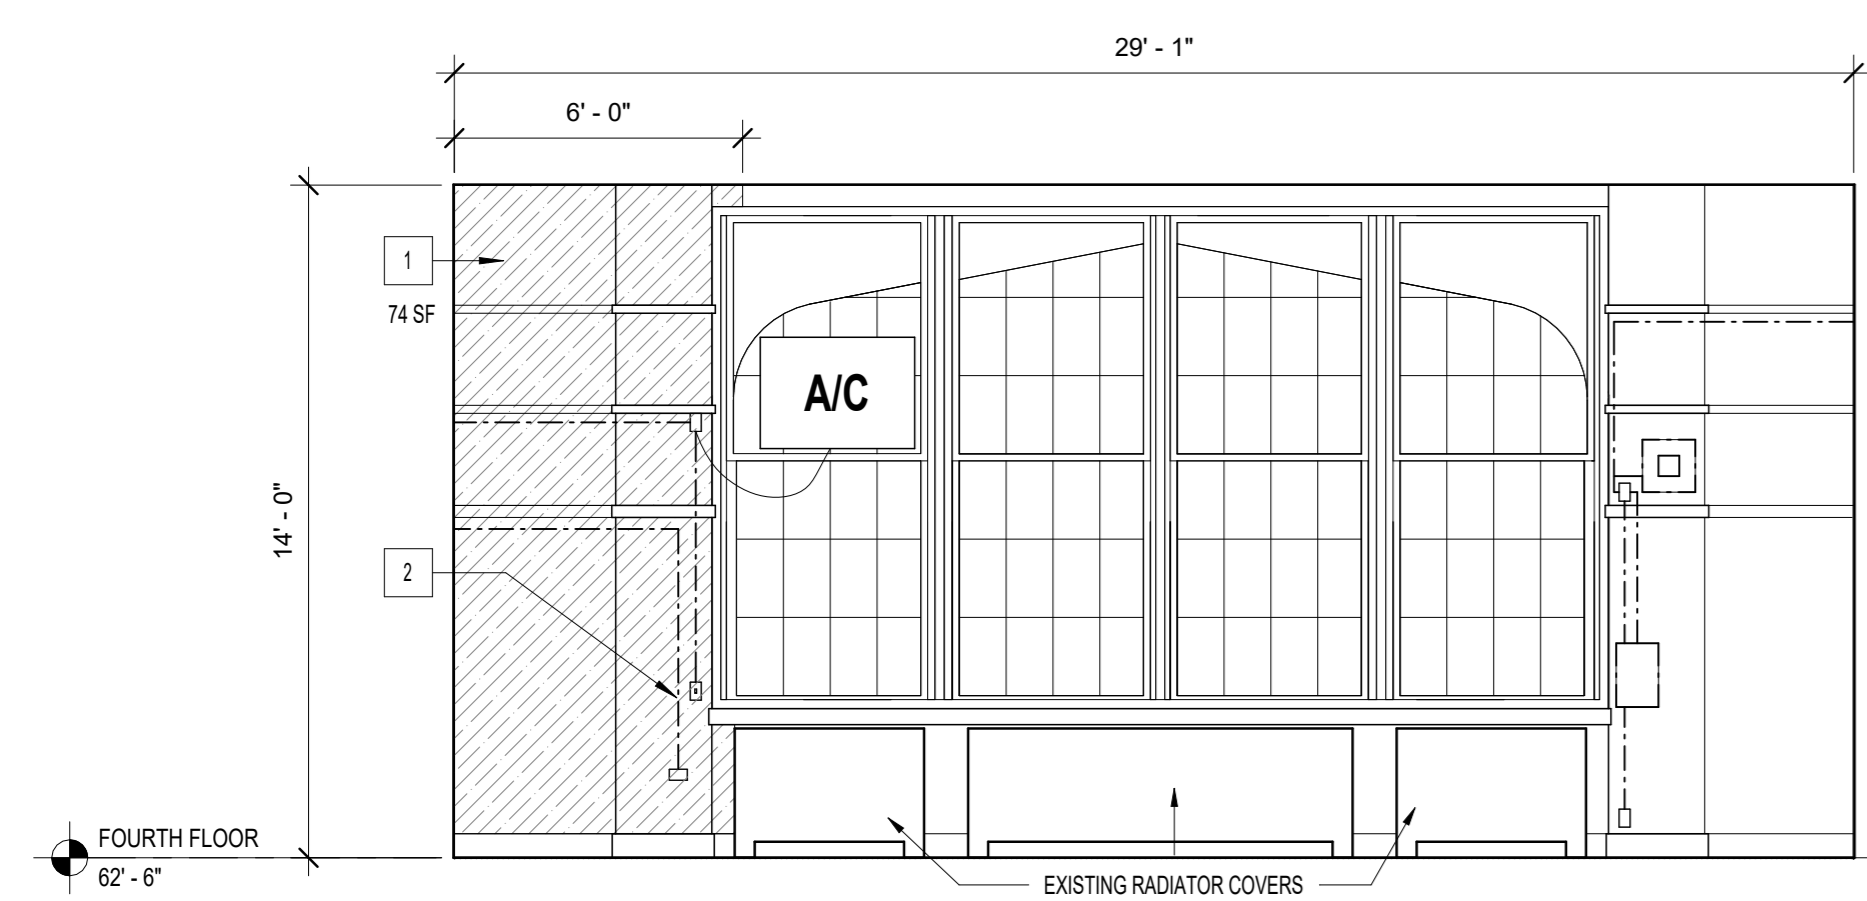 29' - 1"
6' - 0"
1
74 SF
A/C
14' - 0"
2
FOURTH FLOOR
62' - 6"
EXISTING RADIATOR COVERS